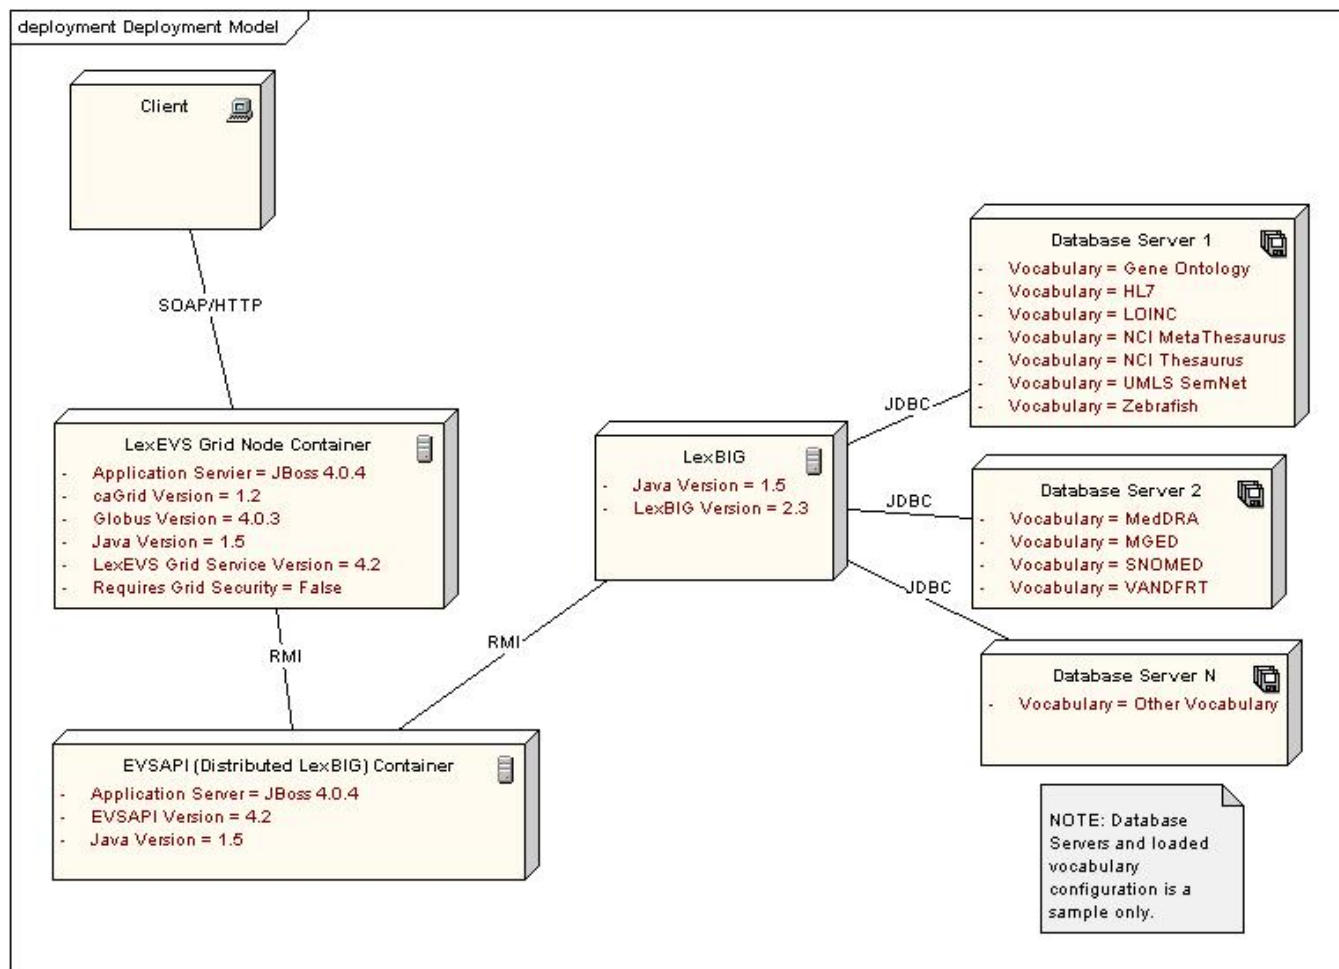 deployment Deployment Model
Client
SOAP/HTTP
LexEVS Grid Node Container
- Application Servier = JBoss 4.0.4
- caGrid Version = 1.2
- Globus Version = 4.0.3
- Java Version = 1.5
- LexEVS Grid Service Version = 4.2
- Requires Grid Security = False
RMI
EVSAPI (Distributed LexBIG) Container
- Application Server = JBoss 4.0.4
- EVSAPI Version = 4.2
- Java Version = 1.5
RMI
LexBIG
- Java Version = 1.5
- LexBIG Version = 2.3
JDBC
Database Server 1
- Vocabulary = Gene Ontology
- Vocabulary = HL7
- Vocabulary = LOINC
- Vocabulary = NCI MetaThesaurus
- Vocabulary = NCI Thesaurus
- Vocabulary = UMLS SemNet
- Vocabulary = Zebrafish
JDBC
Database Server 2
- Vocabulary = MedDRA
- Vocabulary = MGED
- Vocabulary = SNOMED
- Vocabulary = VANDFRT
JDBC
Database Server N
- Vocabulary = Other Vocabulary
NOTE: Database
Servers and loaded
vocabulary
configuration is a
sample only.